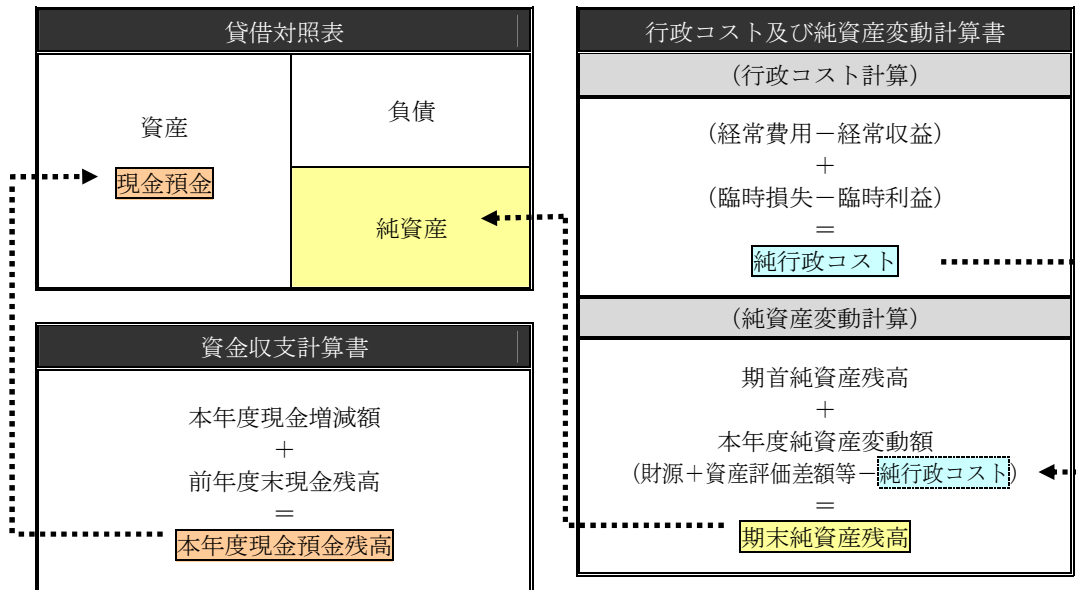 貸借対照表
資産
現金預金
負債
純資産
資金収支計算書
本年度現金増減額
+
前年度末現金残高
=
本年度現金預金残高
行政コスト及び純資産変動計算書
（行政コスト計算）
（経常費用－経常収益）
+
（臨時損失－臨時利益）
=
純行政コスト
（純資産変動計算）
期首純資産残高
+
本年度純資産変動額
（財源＋資産評価差額等－純行政コスト）
=
期末純資産残高